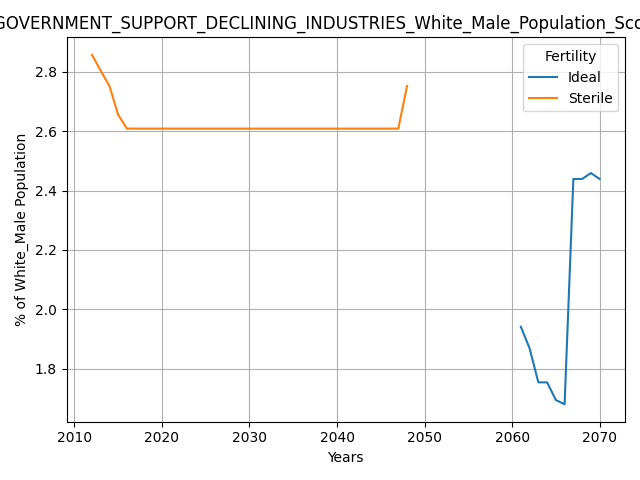 GOVERNMENT_SUPPORT_DECLINING_INDUSTRIES_White_Male_Population_Sco
Fertility
Ideal
Sterile
% of White_Male Population
2.8
2.6
2.4
2.2
2.0
1.8
2010 2020 2030 2040 2050 2060 2070
Years